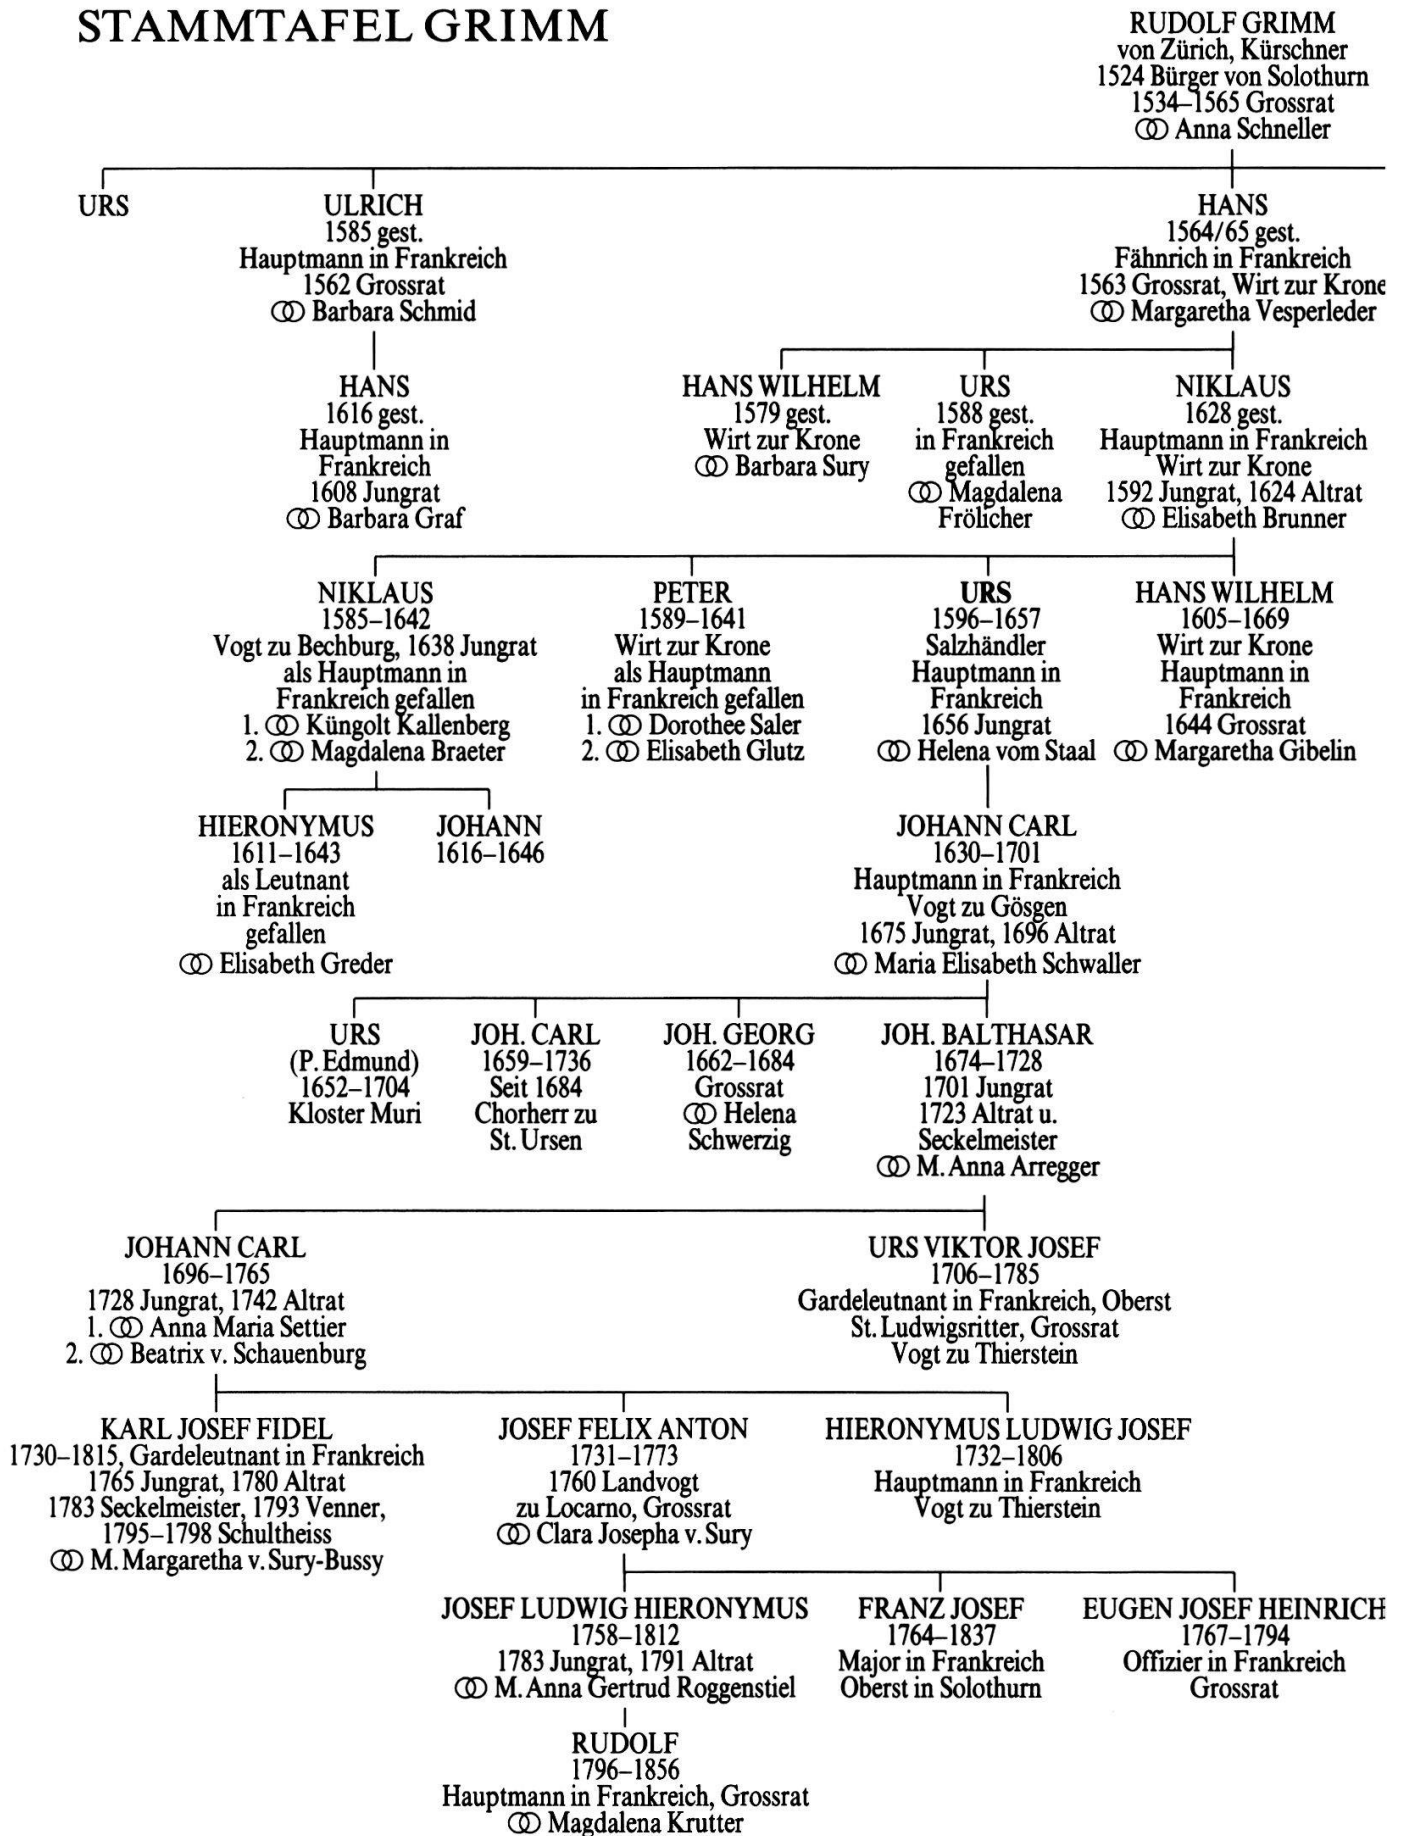 STAMMTAFEL GRIMM
RUDOLF GRIMM
von Zürich, Kürschner
1524 Bürger von Solothurn
1534–1565 Grossrat
⚭ Anna Schneller
URS
ULRICH
1585 gest.
Hauptmann in Frankreich
1562 Grossrat
⚭ Barbara Schmid
HANS
1564/65 gest.
Fähnrich in Frankreich
1563 Grossrat, Wirt zur Krone
⚭ Margaretha Vesperleder
HANS
1616 gest.
Hauptmann in
Frankreich
1608 Jungrat
⚭ Barbara Graf
HANS WILHELM
1579 gest.
Wirt zur Krone
⚭ Barbara Sury
URS
1588 gest.
in Frankreich
gefallen
⚭ Magdalena
Frölicher
NIKLAUS
1628 gest.
Hauptmann in Frankreich
Wirt zur Krone
1592 Jungrat, 1624 Altrat
⚭ Elisabeth Brunner
NIKLAUS
1585–1642
Vogt zu Bechburg, 1638 Jungrat
als Hauptmann in
Frankreich gefallen
1. ⚭ Küngolt Kallenberg
2. ⚭ Magdalena Braeter
PETER
1589–1641
Wirt zur Krone
als Hauptmann
in Frankreich gefallen
1. ⚭ Dorothee Saler
2. ⚭ Elisabeth Glutz
URS
1596–1657
Salzhändler
Hauptmann in
Frankreich
1656 Jungrat
⚭ Helena vom Staal
HANS WILHELM
1605–1669
Wirt zur Krone
Hauptmann in
Frankreich
1644 Grossrat
⚭ Margaretha Gibelin
HIERONYMUS
1611–1643
als Leutnant
in Frankreich
gefallen
⚭ Elisabeth Greder
JOHANN
1616–1646
JOHANN CARL
1630–1701
Hauptmann in Frankreich
Vogt zu Gösgen
1675 Jungrat, 1696 Altrat
⚭ Maria Elisabeth Schwaller
URS
(P. Edmund)
1652–1704
Kloster Muri
JOH. CARL
1659–1736
Seit 1684
Chorherr zu
St. Ursen
JOH. GEORG
1662–1684
Grossrat
⚭ Helena
Schwerzig
JOH. BALTHASAR
1674–1728
1701 Jungrat
1723 Altrat u.
Seckelmeister
⚭ M. Anna Arregger
JOHANN CARL
1696–1765
1728 Jungrat, 1742 Altrat
1. ⚭ Anna Maria Settier
2. ⚭ Beatrix v. Schauenburg
URS VIKTOR JOSEF
1706–1785
Gardeleutnant in Frankreich, Oberst
St. Ludwigsritter, Grossrat
Vogt zu Thierstein
KARL JOSEF FIDEL
1730–1815, Gardeleutnant in Frankreich
1765 Jungrat, 1780 Altrat
1783 Seckelmeister, 1793 Venner,
1795–1798 Schultheiss
⚭ M. Margaretha v. Sury-Bussy
JOSEF FELIX ANTON
1731–1773
1760 Landvogt
zu Locarno, Grossrat
⚭ Clara Josepha v. Sury
HIERONYMUS LUDWIG JOSEF
1732–1806
Hauptmann in Frankreich
Vogt zu Thierstein
JOSEF LUDWIG HIERONYMUS
1758–1812
1783 Jungrat, 1791 Altrat
⚭ M. Anna Gertrud Roggenstiel
FRANZ JOSEF
1764–1837
Major in Frankreich
Oberst in Solothurn
EUGEN JOSEF HEINRICH
1767–1794
Offizier in Frankreich
Grossrat
RUDOLF
1796–1856
Hauptmann in Frankreich, Grossrat
⚭ Magdalena Krutter